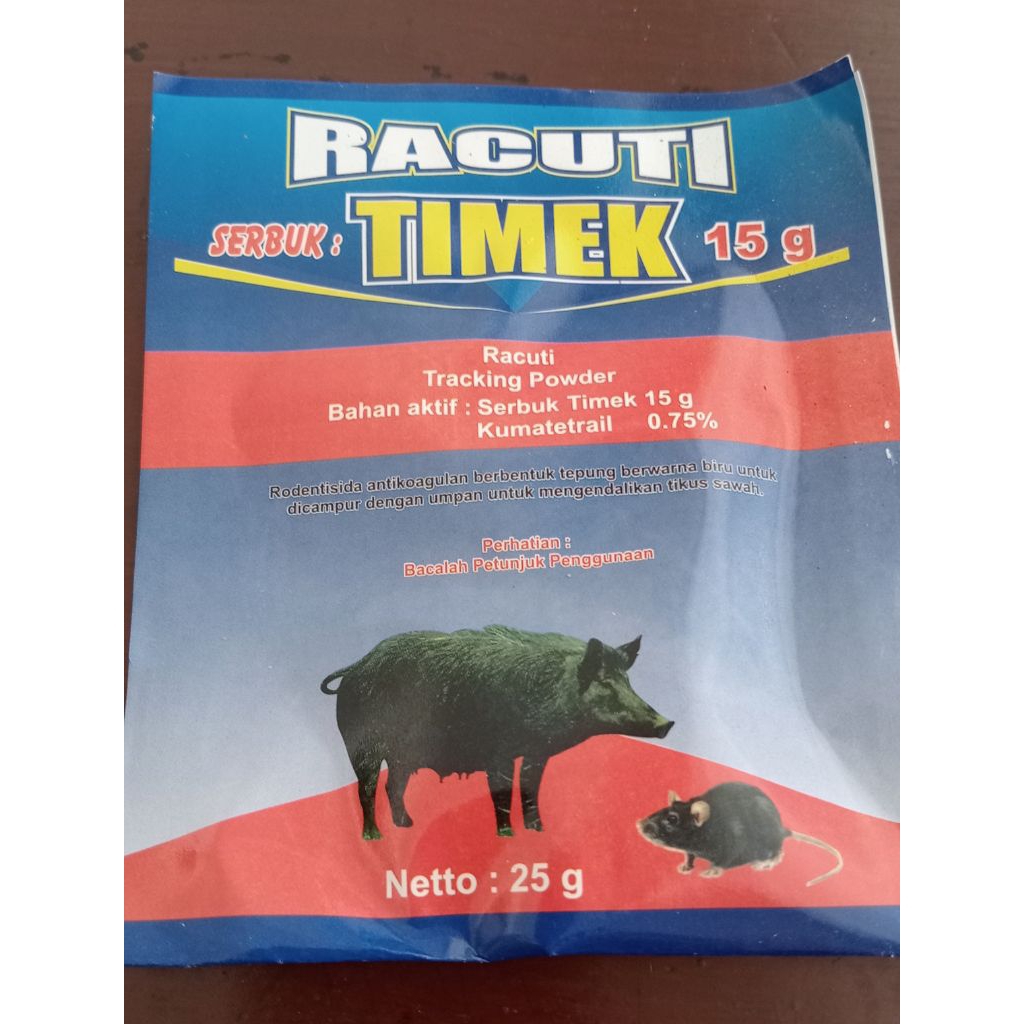 RACUTI
SERBUK : TIMEK 15 g
Racuti
Tracking Powder
Bahan aktif : Serbuk Timek 15 g
Kumatetrail 0.75%
Rodentisida antikoagulan berbentuk tepung berwarna biru untuk
dicampur dengan umpan untuk mengendalikan tikus sawah.
Perhatian :
Bacalah Petunjuk Penggunaan
Netto : 25 g